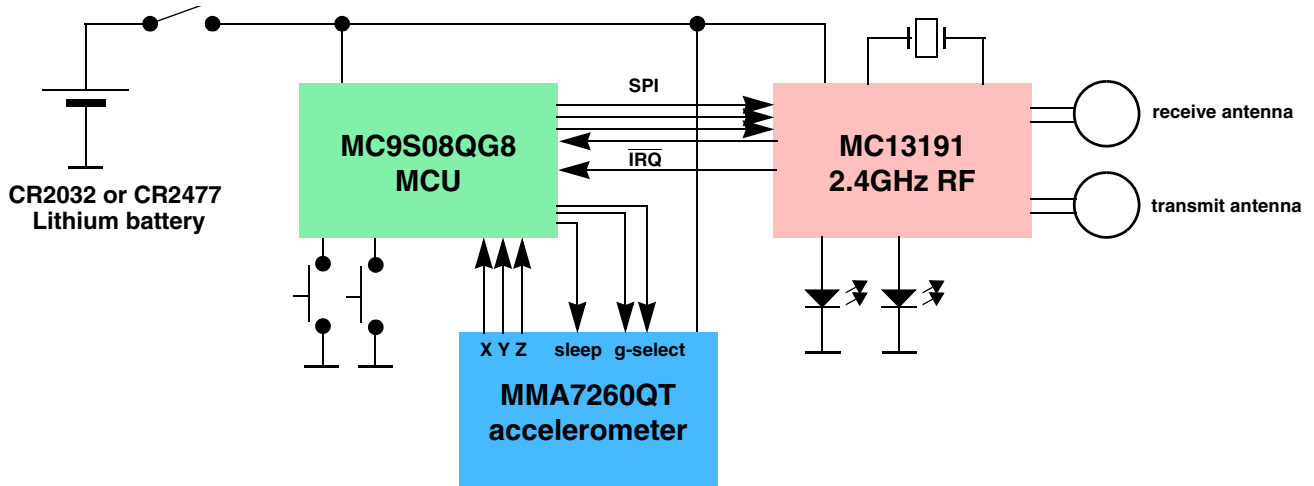 SPI
MC9S08QG8
MCU
IRQ
MC13191
2.4GHz RF
receive antenna
transmit antenna
CR2032 or CR2477
Lithium battery
X Y Z sleep g-select
MMA7260QT
accelerometer